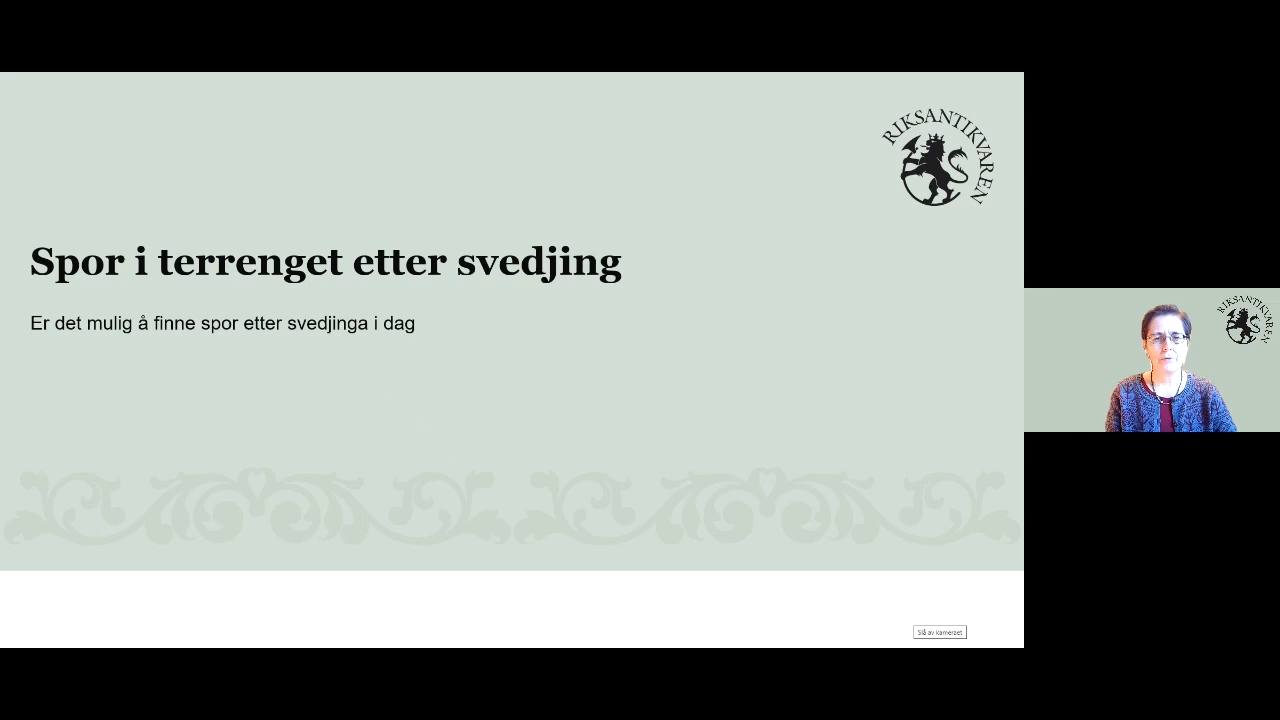 RIKSANTIKVAREN
Spor i terrenget etter svedjing
Er det mulig å finne spor etter svedjinga i dag
RIKSANTIKVAREN
Slå av kameraet